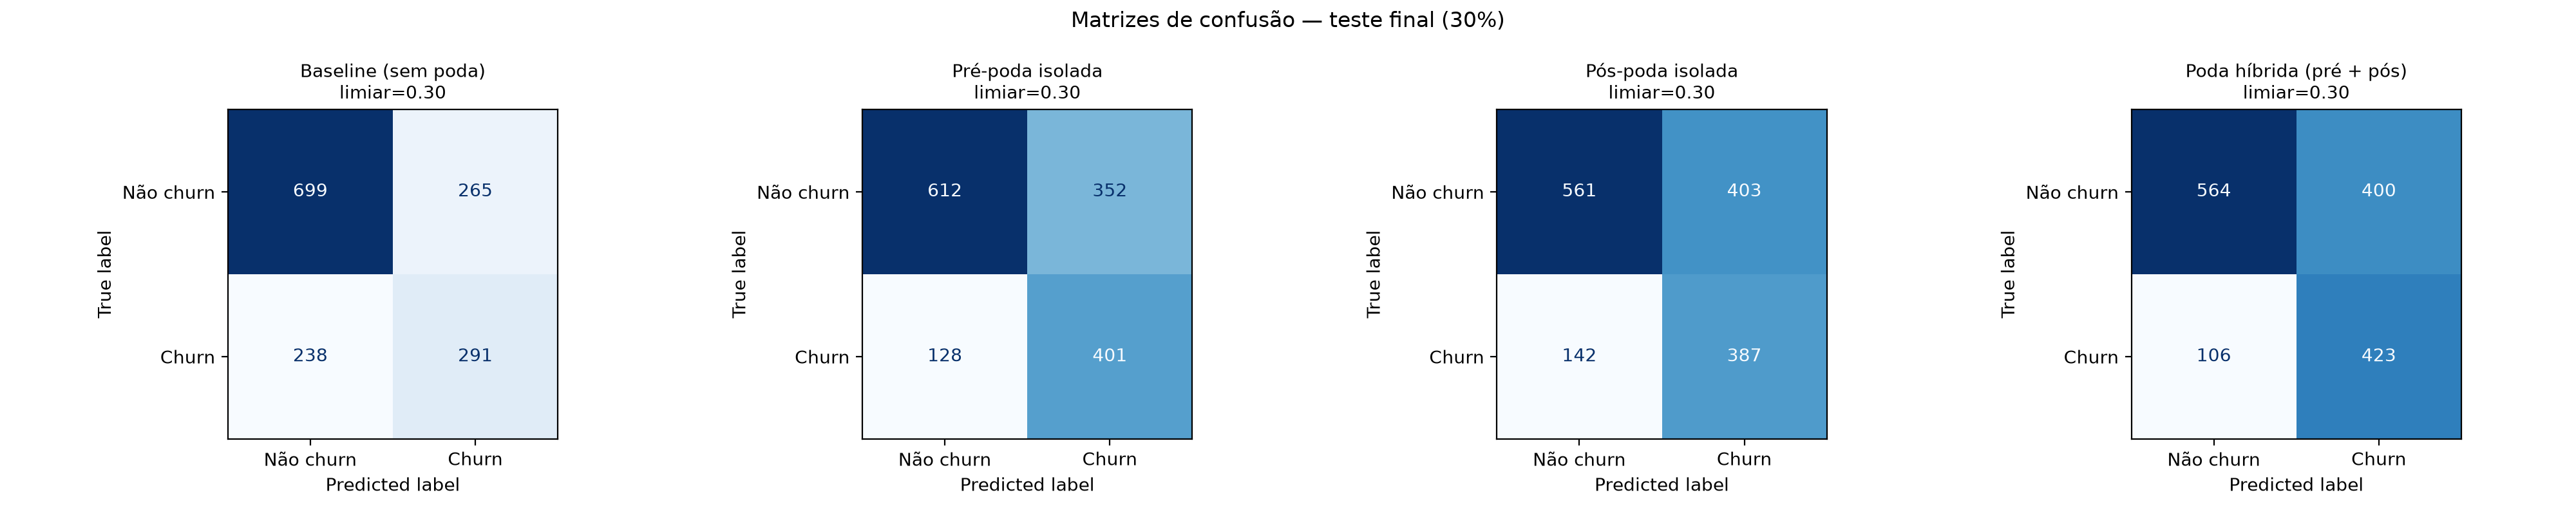 Matrizes de confusão — teste final (30%)
Baseline (sem poda)
limiar=0.30
True label
Não churn
699
265
Churn
238
291
Não churn
Churn
Predicted label
Pré-poda isolada
limiar=0.30
True label
Não churn
612
352
Churn
128
401
Não churn
Churn
Predicted label
Pós-poda isolada
limiar=0.30
True label
Não churn
561
403
Churn
142
387
Não churn
Churn
Predicted label
Poda híbrida (pré + pós)
limiar=0.30
True label
Não churn
564
400
Churn
106
423
Não churn
Churn
Predicted label